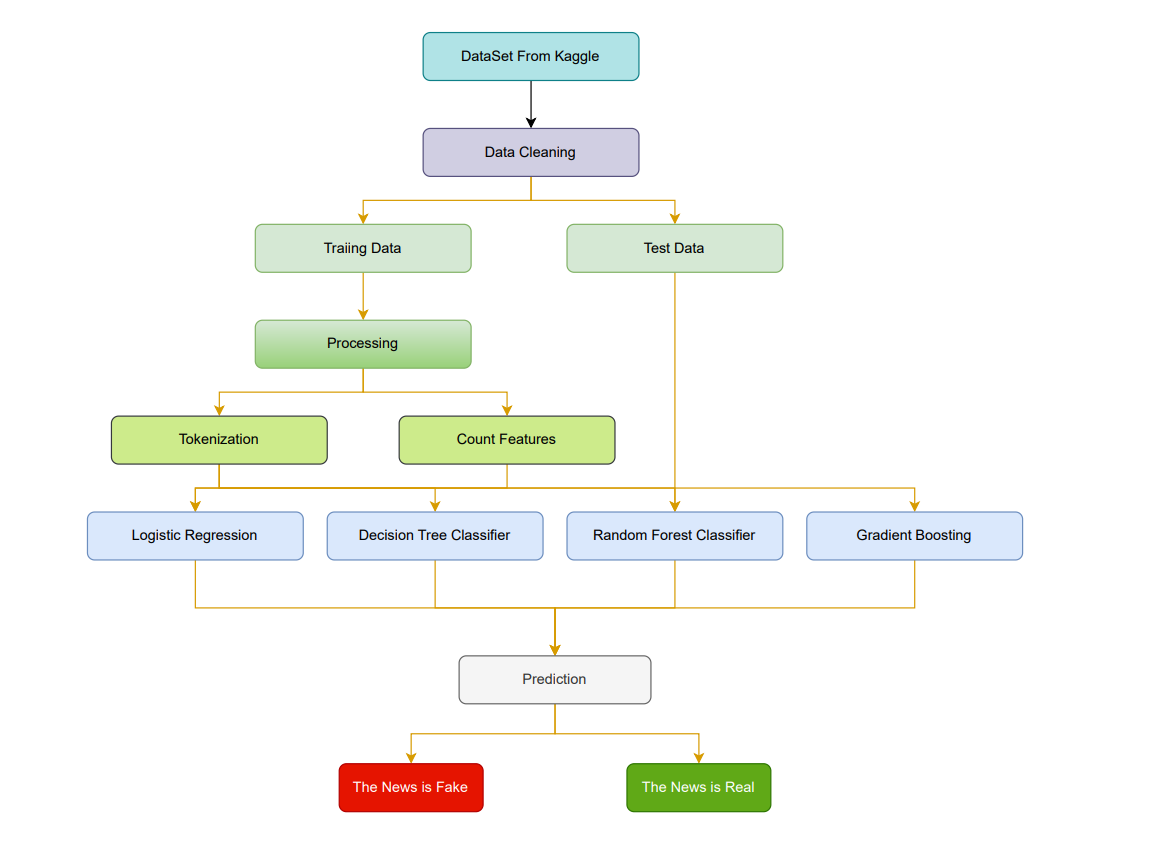 DataSet From Kaggle
Data Cleaning
Traiing Data
Test Data
Processing
Tokenization
Count Features
Logistic Regression
Decision Tree Classifier
Random Forest Classifier
Gradient Boosting
Prediction
The News is Fake
The News is Real